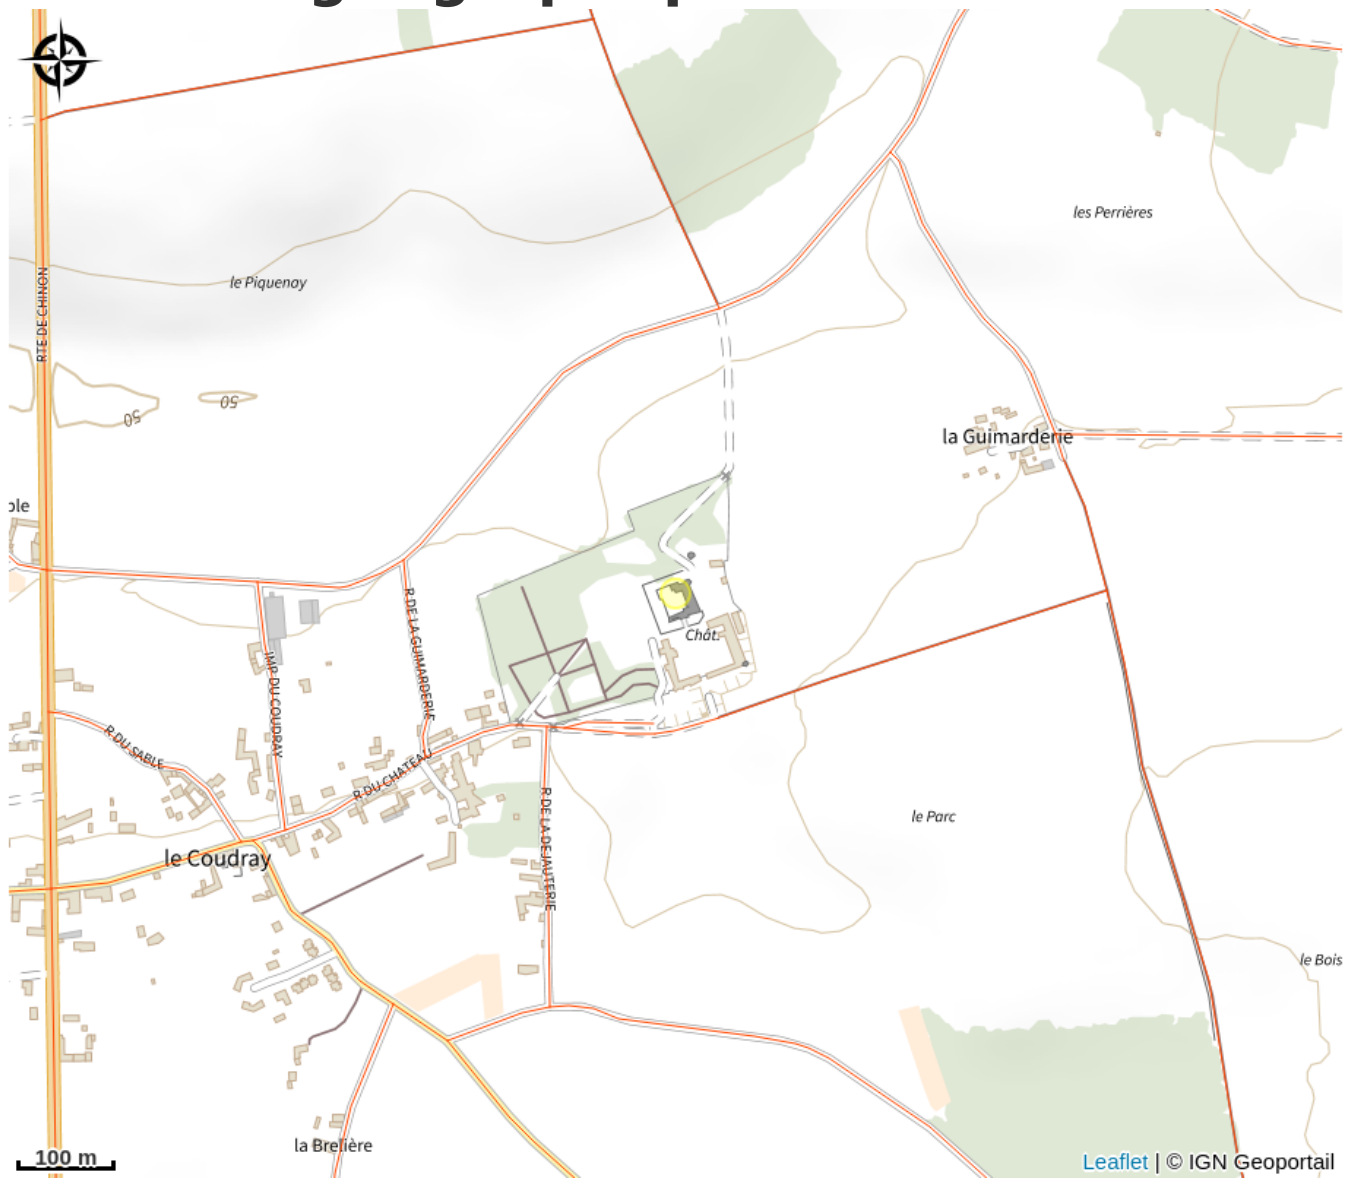 les Perrières
le Piquenay
RTE DE CHINON
50
50
la Guimarderie
ple
Chât.
R DE LA GUIMARDERIE
IMP DU COUDRAY
R DU SABLE
R DU CHATEAU
R DE LA DEJAUTERIE
le Parc
le Coudray
le Bois
la Brelière
100 m
Leaflet | © IGN Geoportail